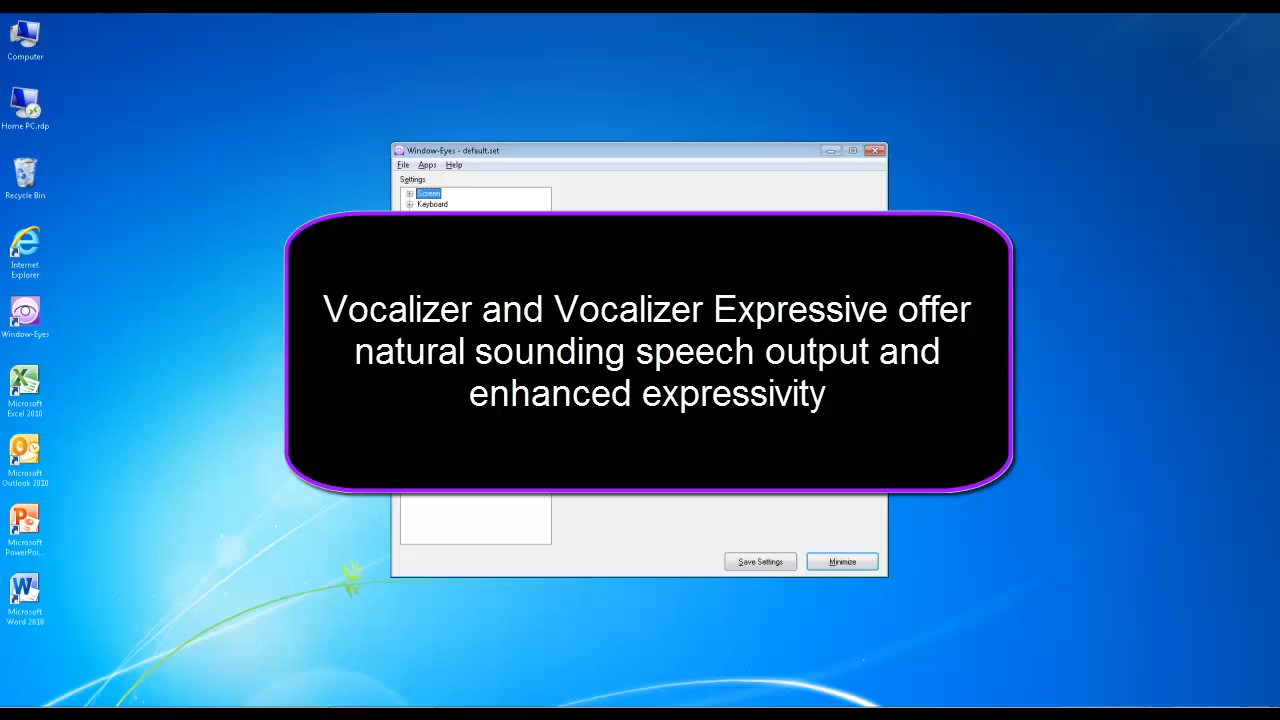 Computer
Home PC.rdp
Recycle Bin
Internet
Explorer
Window-Eyes
Microsoft
Excel 2010
Microsoft
Outlook 2010
Microsoft
PowerPoi...
Microsoft
Word 2010
Window-Eyes - default.set
File Apps Help
Settings
Screen
Keyboard
Vocalizer and Vocalizer Expressive offer
natural sounding speech output and
enhanced expressivity
Save Settings
Minimize